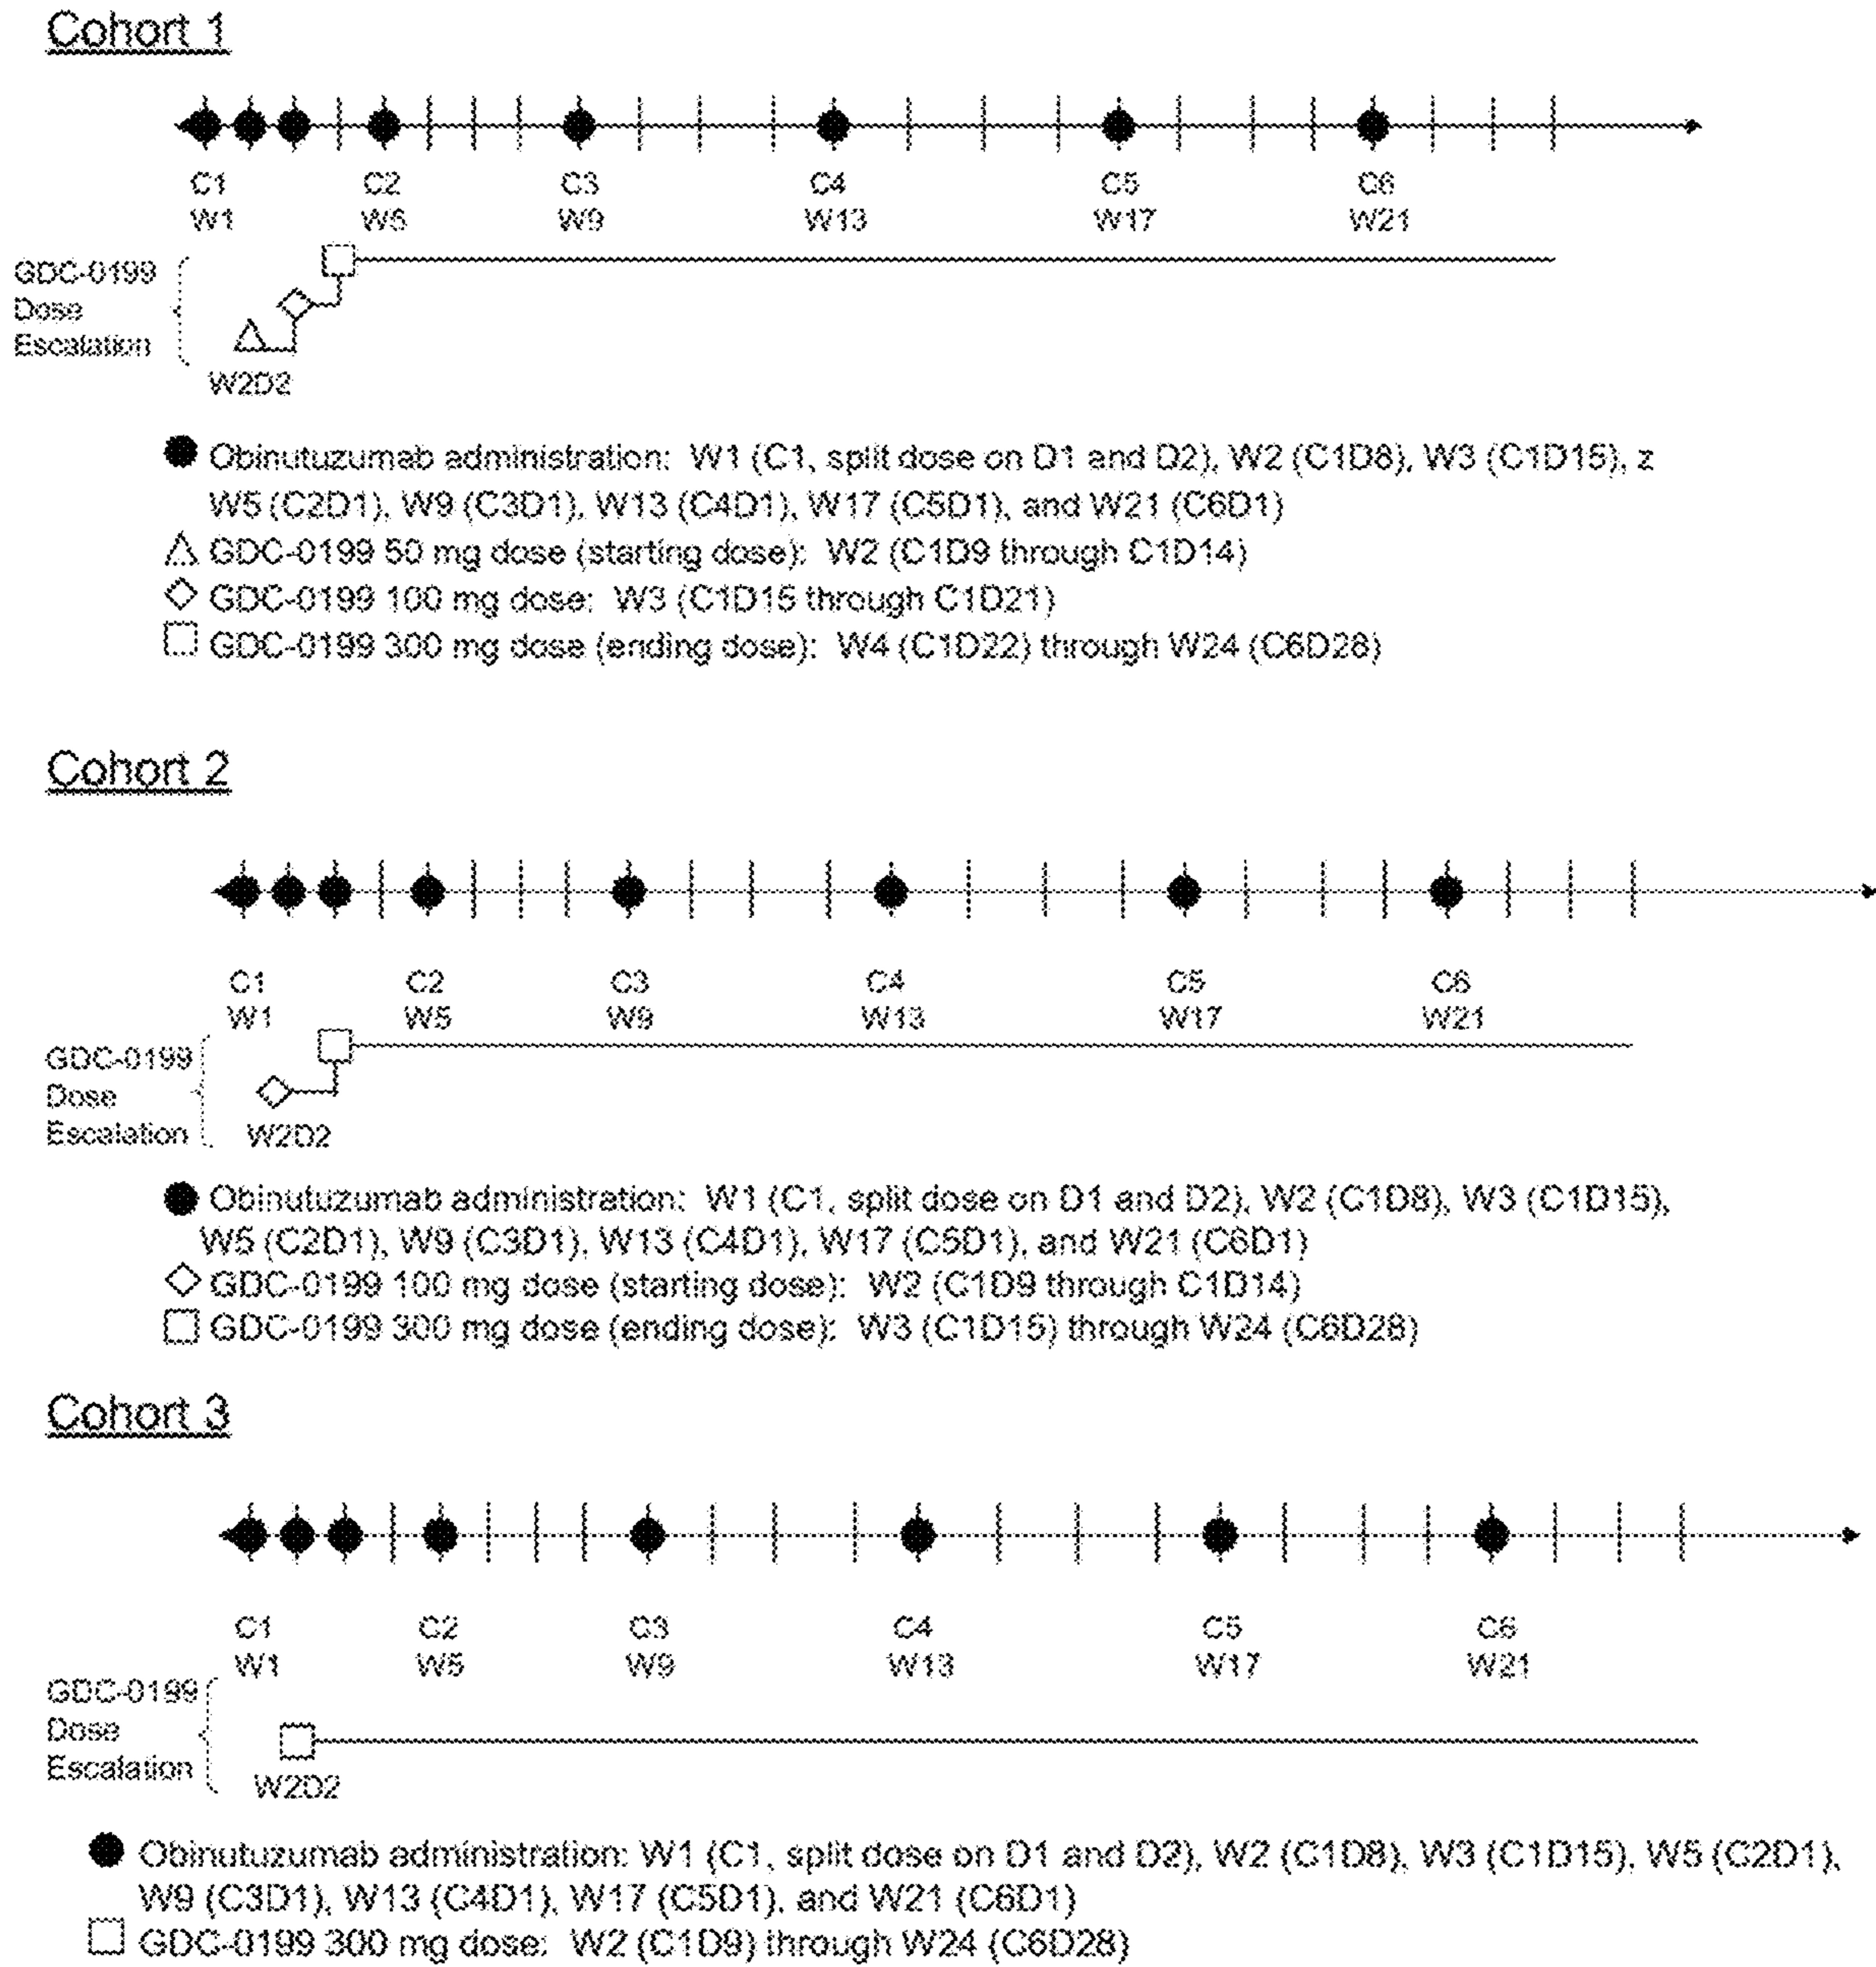 Cohort 1
C1 C2 C3 C4 C5 C6
W1 W5 W9 W13 W17 W21
GDC-0199
Dose
Escalation
W2D2
Obinutuzumab administration: W1 (C1, split dose on D1 and D2), W2 (C1D8), W3 (C1D15), z
W5 (C2D1), W9 (C3D1), W13 (C4D1), W17 (C5D1), and W21 (C6D1)
GDC-0199 50 mg dose (starting dose): W2 (C1D9 through C1D14)
GDC-0199 100 mg dose: W3 (C1D15 through C1D21)
GDC-0199 300 mg dose (ending dose): W4 (C1D22) through W24 (C6D28)
Cohort 2
C1 C2 C3 C4 C5 C6
W1 W5 W9 W13 W17 W21
GDC-0199
Dose
Escalation
W2D2
Obinutuzumab administration: W1 (C1, split dose on D1 and D2), W2 (C1D8), W3 (C1D15),
W5 (C2D1), W9 (C3D1), W13 (C4D1), W17 (C5D1), and W21 (C6D1)
GDC-0199 100 mg dose (starting dose): W2 (C1D9 through C1D14)
GDC-0199 300 mg dose (ending dose): W3 (C1D15) through W24 (C6D28)
Cohort 3
C1 C2 C3 C4 C5 C6
W1 W5 W9 W13 W17 W21
GDC-0199
Dose
Escalation
W2D2
Obinutuzumab administration: W1 (C1, split dose on D1 and D2), W2 (C1D8), W3 (C1D15), W5 (C2D1),
W9 (C3D1), W13 (C4D1), W17 (C5D1), and W21 (C6D1)
GDC-0199 300 mg dose: W2 (C1D9) through W24 (C6D28)